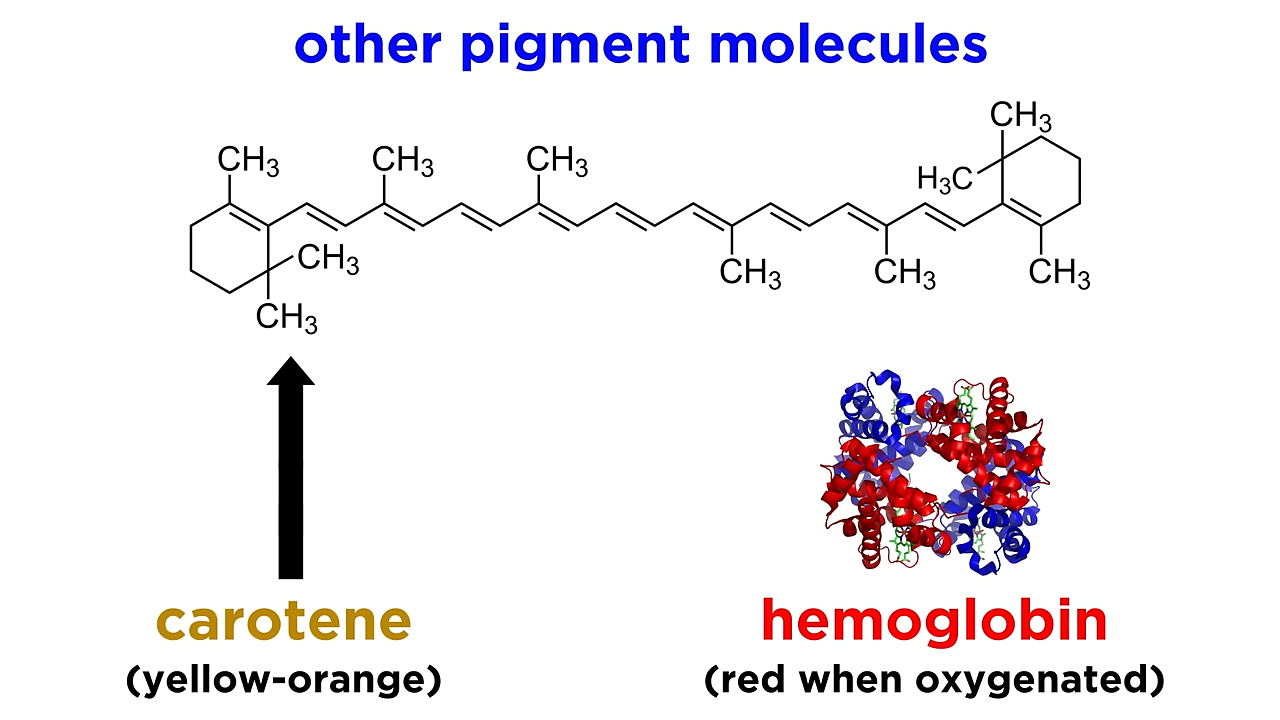 other pigment molecules
CH₃
CH₃ CH₃ CH₃
H₃C
CH₃
CH₃ CH₃ CH₃
CH₃
carotene hemoglobin
(yellow-orange) (red when oxygenated)